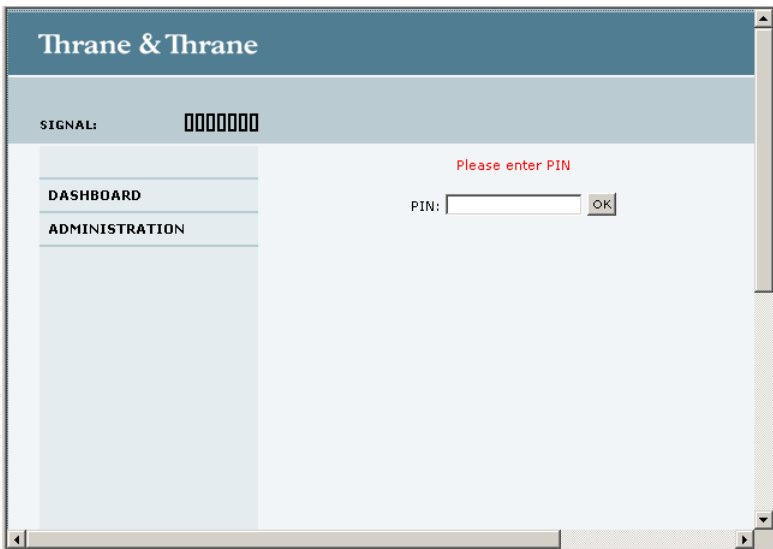 Thrane & Thrane
SIGNAL:
Please enter PIN
DASHBOARD
PIN: OK
ADMINISTRATION